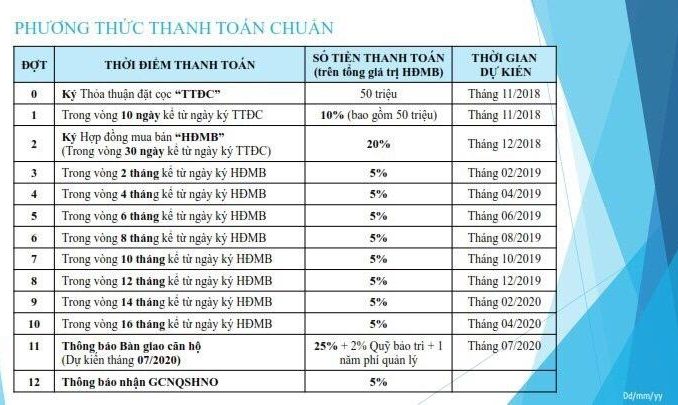 PHƯƠNG THỨC THANH TOÁN CHUẨN
ĐỢT THỜI ĐIỂM THANH TOÁN SỐ TIỀN THANH TOÁN (trên tổng giá trị HĐMB) THỜI GIAN DỰ KIẾN
0 Ký Thỏa thuận đặt cọc “TTĐC” 50 triệu Tháng 11/2018
1 Trong vòng 10 ngày kể từ ngày ký TTĐC 10% (bao gồm 50 triệu) Tháng 11/2018
2 Ký Hợp đồng mua bán “HĐMB”
(Trong vòng 30 ngày kể từ ngày ký TTĐC) 20% Tháng 12/2018
3 Trong vòng 2 tháng kể từ ngày ký HĐMB 5% Tháng 02/2019
4 Trong vòng 4 tháng kể từ ngày ký HĐMB 5% Tháng 04/2019
5 Trong vòng 6 tháng kể từ ngày ký HĐMB 5% Tháng 06/2019
6 Trong vòng 8 tháng kể từ ngày ký HĐMB 5% Tháng 08/2019
7 Trong vòng 10 tháng kể từ ngày ký HĐMB 5% Tháng 10/2019
8 Trong vòng 12 tháng kể từ ngày ký HĐMB 5% Tháng 12/2019
9 Trong vòng 14 tháng kể từ ngày ký HĐMB 5% Tháng 02/2020
10 Trong vòng 16 tháng kể từ ngày ký HĐMB 5% Tháng 04/2020
11 Thông báo Bàn giao căn hộ 25% + 2% Quỹ bảo trì + 1 Tháng 07/2020
(Dự kiến tháng 07/2020) năm phí quản lý
12 Thông báo nhận GCNQSHNO 5%
Dd/mm/yy